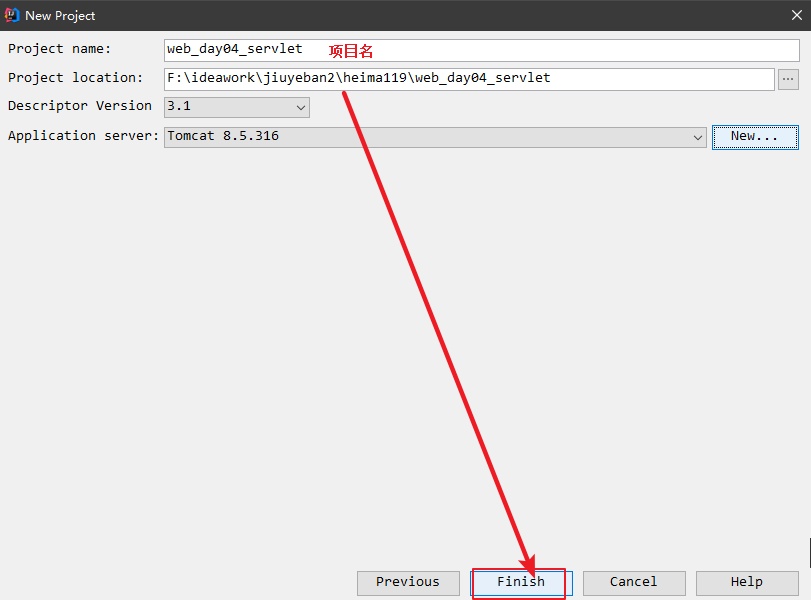 New Project
Project name: web_day04_servlet 项目名
Project location: F:\ideawork\jiuyeban2\heima119\web_day04_servlet ...
Descriptor Version 3.1
Application server: Tomcat 8.5.316 New...
Previous Finish Cancel Help